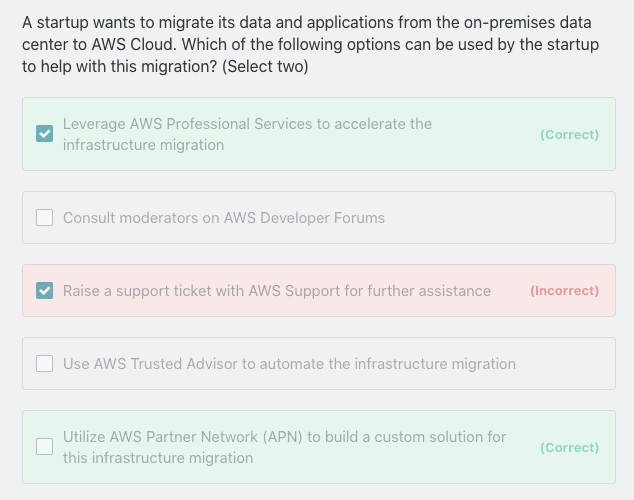 A startup wants to migrate its data and applications from the on-premises data
center to AWS Cloud. Which of the following options can be used by the startup
to help with this migration? (Select two)
Leverage AWS Professional Services to accelerate the
infrastructure migration
(Correct)
Consult moderators on AWS Developer Forums
Raise a support ticket with AWS Support for further assistance
(Incorrect)
Use AWS Trusted Advisor to automate the infrastructure migration
Utilize AWS Partner Network (APN) to build a custom solution for
this infrastructure migration
(Correct)